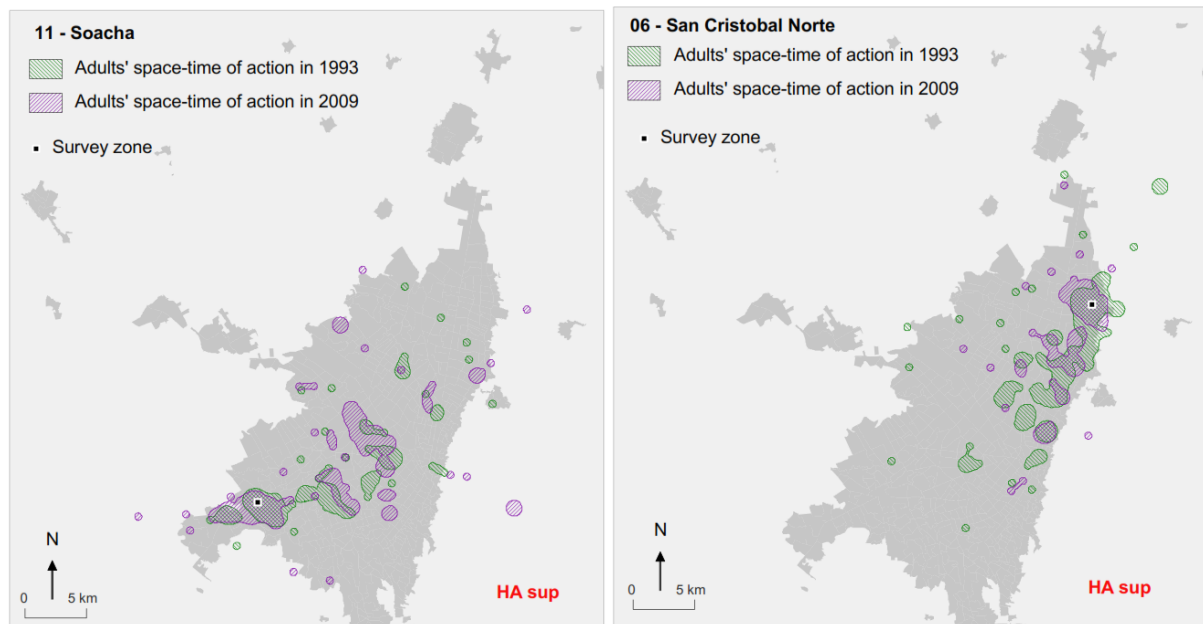 11 - Soacha
Adults' space-time of action in 1993
Adults' space-time of action in 2009
Survey zone
N
0 5 km
HA sup
06 - San Cristobal Norte
Adults' space-time of action in 1993
Adults' space-time of action in 2009
Survey zone
N
0 5 km
HA sup